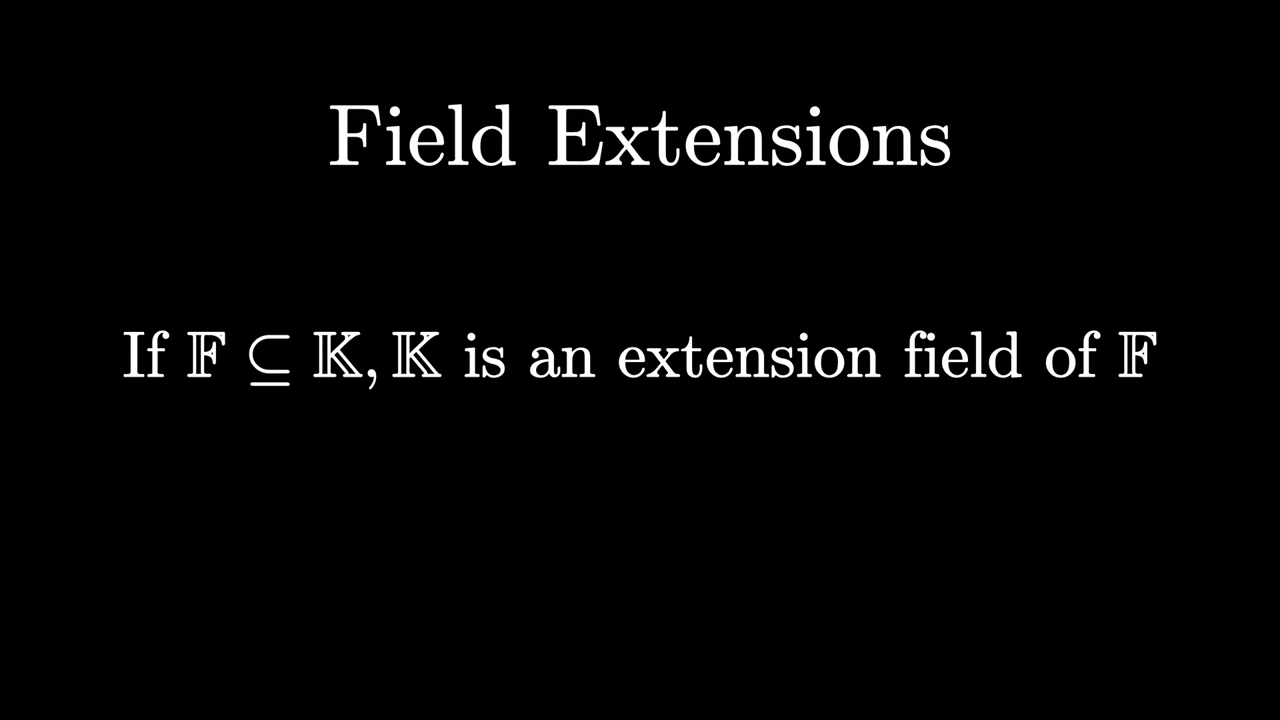 Field Extensions
If 𝔽 ⊆ 𝕂, 𝕂 is an extension field of 𝔽